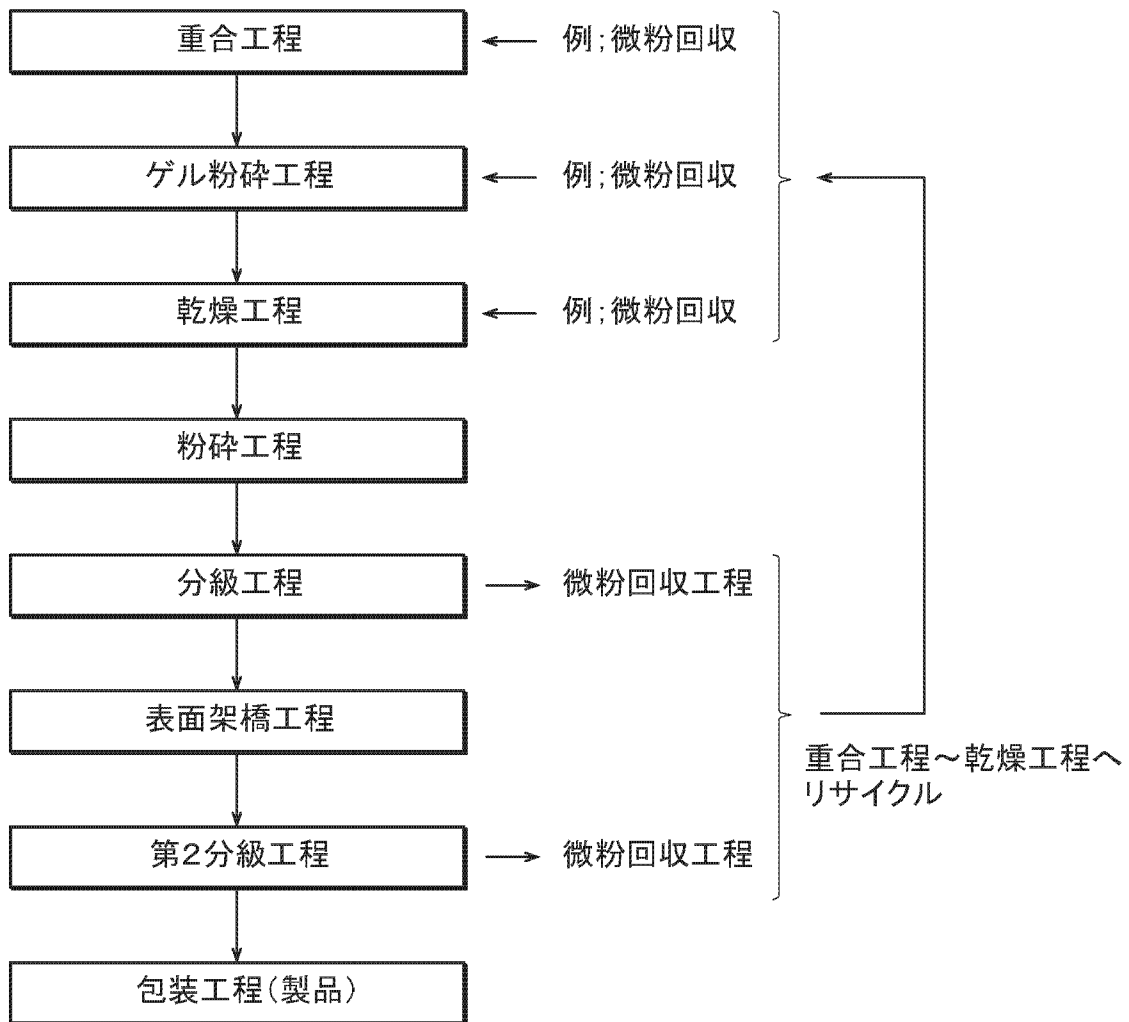 重合工程
例;微粉回収
ゲル粉砕工程
例;微粉回収
乾燥工程
例;微粉回収
粉砕工程
分級工程
微粉回収工程
表面架橋工程
重合工程～乾燥工程へ
リサイクル
第2分級工程
微粉回収工程
包装工程(製品)